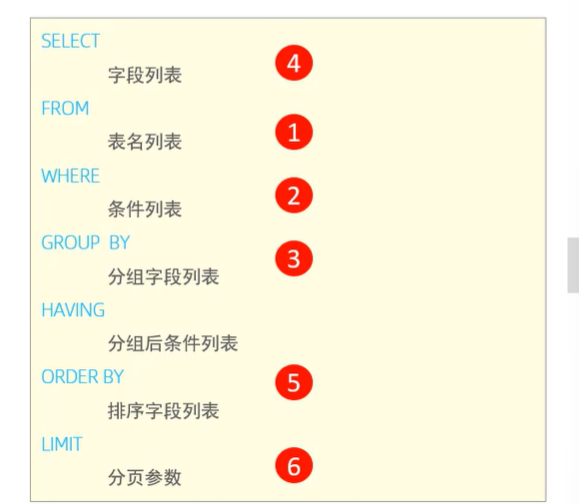 SELECT
字段列表
4
FROM
表名列表
1
WHERE
条件列表
2
GROUP BY
分组字段列表
3
HAVING
分组后条件列表
ORDER BY
排序字段列表
5
LIMIT
分页参数
6